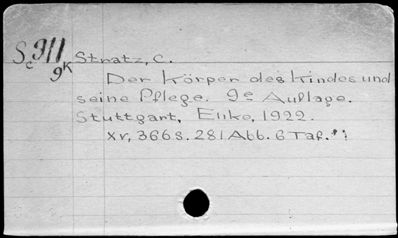 Sc 911 Stratz, C.
9K
Der Körper des Kindes und
seine Pflege. 9e Auflage.
Stuttgart, Enke, 1922.
XV, 366 S. 281 Abb. 6 Taf.